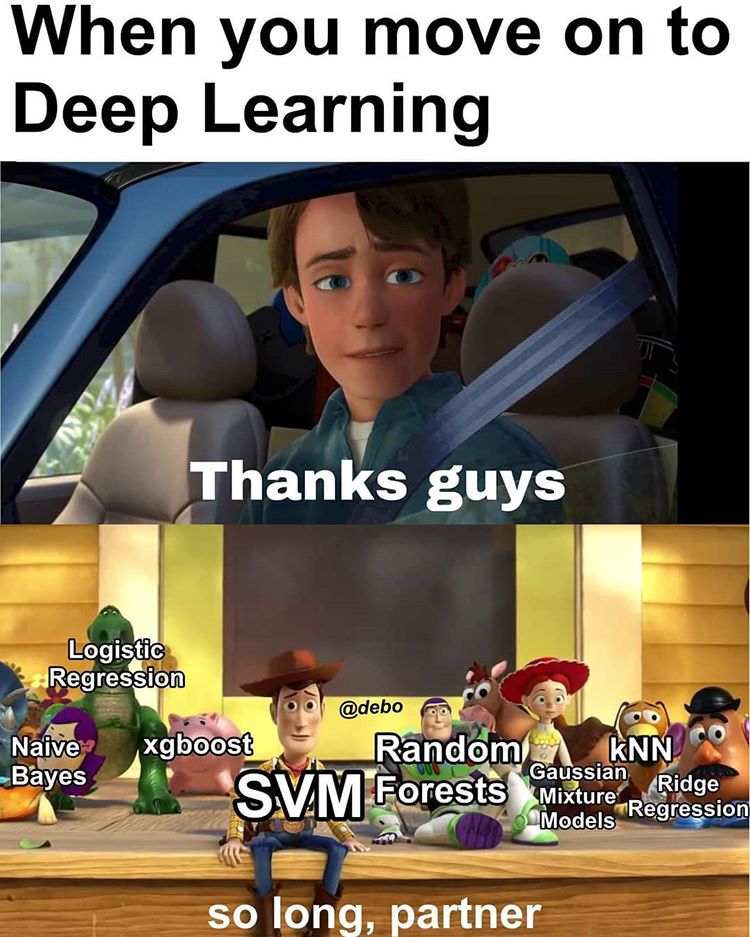 When you move on to
Deep Learning
Thanks guys
Logistic
Regression
@debo
Naive
Bayes
xgboost
SVM
Random
Forests
Gaussian
Mixture
Models
kNN
Ridge
Regression
so long, partner